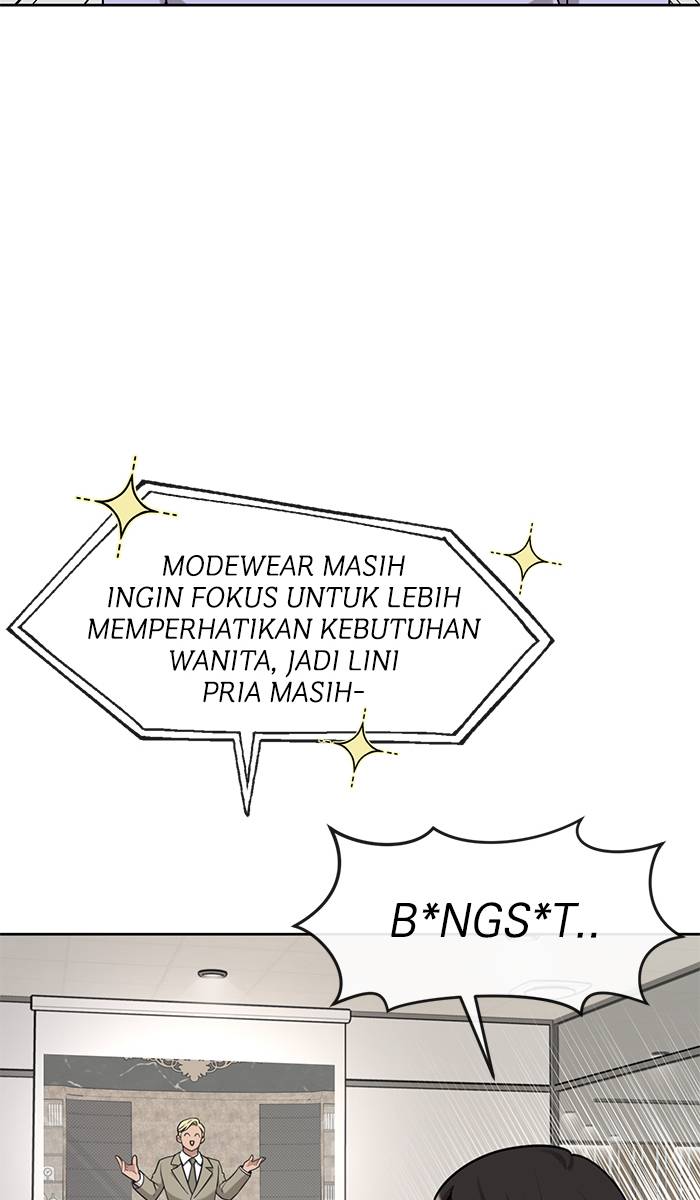 MODEWEAR MASIH
INGIN FOKUS UNTUK LEBIH
MEMPERHATIKAN KEBUTUHAN
WANITA, JADI LINI
PRIA MASIH-
B*NGS*T..